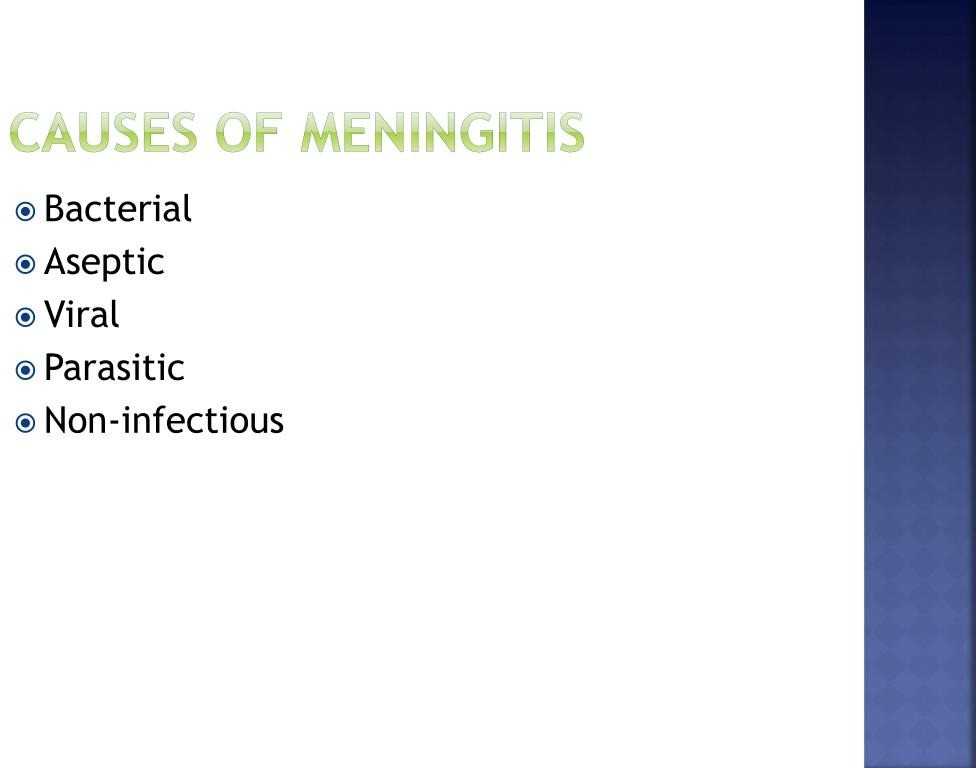 CAUSES OF MENINGITIS
Bacterial
Aseptic
Viral
Parasitic
Non-infectious